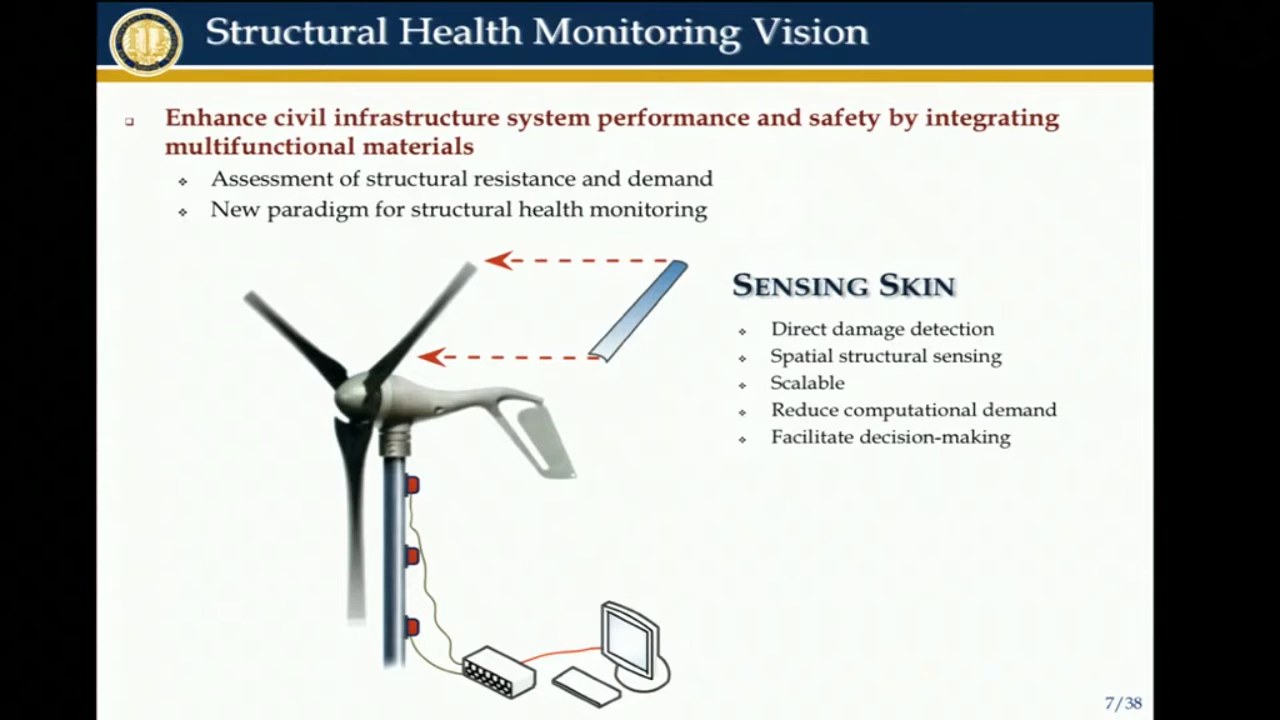 Structural Health Monitoring Vision
Enhance civil infrastructure system performance and safety by integrating
multifunctional materials
Assessment of structural resistance and demand
New paradigm for structural health monitoring
SENSING SKIN
Direct damage detection
Spatial structural sensing
Scalable
Reduce computational demand
Facilitate decision-making
7/38